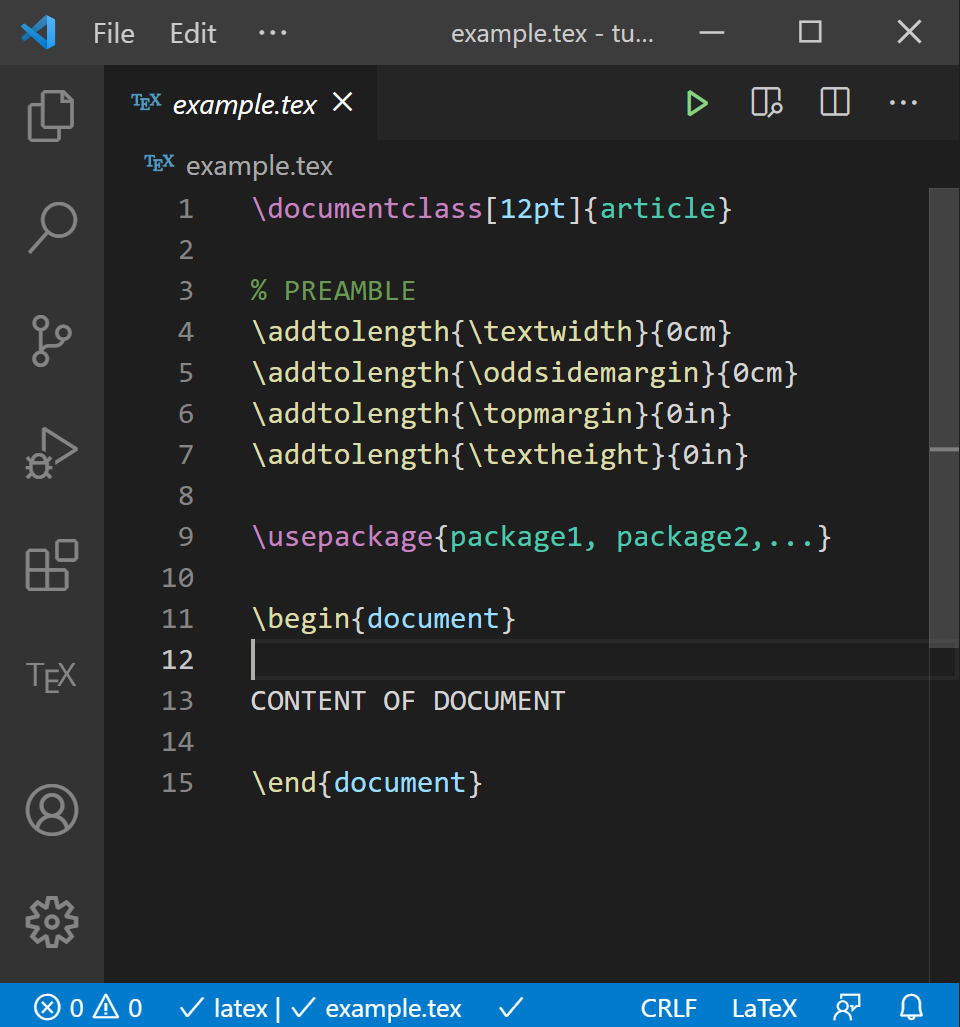 File Edit ··· example.tex - tu...
TEX example.tex
TEX example.tex
1 \documentclass[12pt]{article}
2
3 % PREAMBLE
4 \addtolength{\textwidth}{0cm}
5 \addtolength{\oddsidemargin}{0cm}
6 \addtolength{\topmargin}{0in}
7 \addtolength{\textheight}{0in}
8
9 \usepackage{package1, package2,...}
10
11 \begin{document}
12
13 CONTENT OF DOCUMENT
14
15 \end{document}
TEX
0 0 latex | example.tex CRLF LaTeX